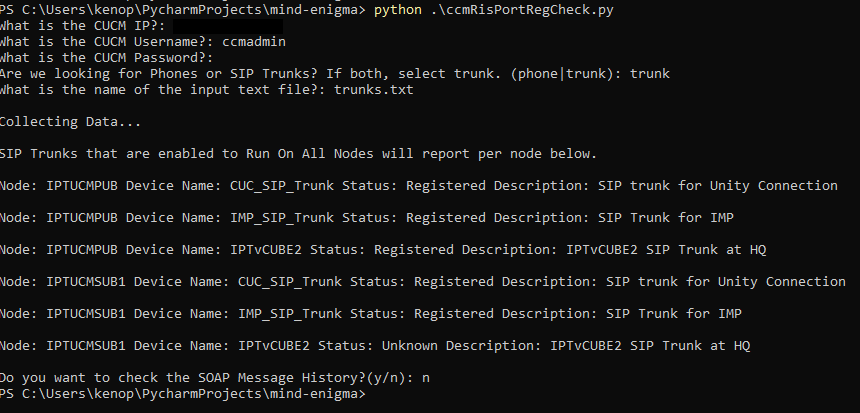 PS C:\Users\kenop\PycharmProjects\mind-enigma> python .\ccmRisPortRegCheck.py
What is the CUCM IP?:
What is the CUCM Username?: ccmadmin
What is the CUCM Password?:
Are we looking for Phones or SIP Trunks? If both, select trunk. (phone|trunk): trunk
What is the name of the input text file?: trunks.txt
Collecting Data...
SIP Trunks that are enabled to Run On All Nodes will report per node below.
Node: IPTUCMPUB Device Name: CUC_SIP_Trunk Status: Registered Description: SIP trunk for Unity Connection
Node: IPTUCMPUB Device Name: IMP_SIP_Trunk Status: Registered Description: SIP Trunk for IMP
Node: IPTUCMPUB Device Name: IPTvCUBE2 Status: Registered Description: IPTvCUBE2 SIP Trunk at HQ
Node: IPTUCMSUB1 Device Name: CUC_SIP_Trunk Status: Registered Description: SIP trunk for Unity Connection
Node: IPTUCMSUB1 Device Name: IMP_SIP_Trunk Status: Registered Description: SIP Trunk for IMP
Node: IPTUCMSUB1 Device Name: IPTvCUBE2 Status: Unknown Description: IPTvCUBE2 SIP Trunk at HQ
Do you want to check the SOAP Message History?(y/n): n
PS C:\Users\kenop\PycharmProjects\mind-enigma>